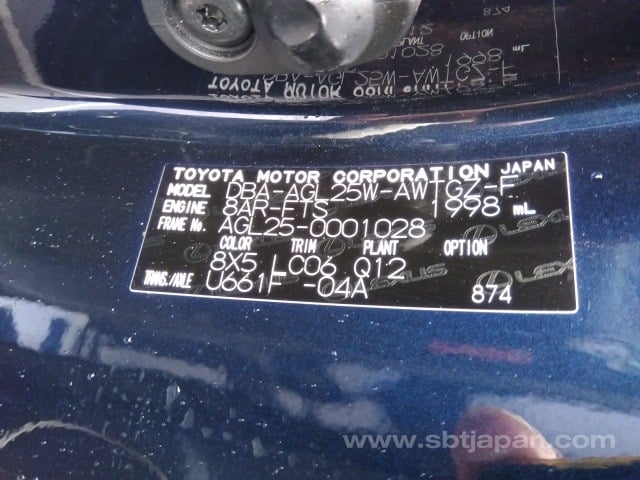 TOYOTA MOTOR CORPORATION JAPAN
MODEL DBA-AGL25W-AWTGZ-F
ENGINE 8AR-FTS 1998 mL
FRAME No. AGL25-0001028
COLOR TRIM PLANT OPTION
8X5 LC06 Q12
TRANS./AXLE U661F -04A 874
LEXUS
www.sbtjapan.com